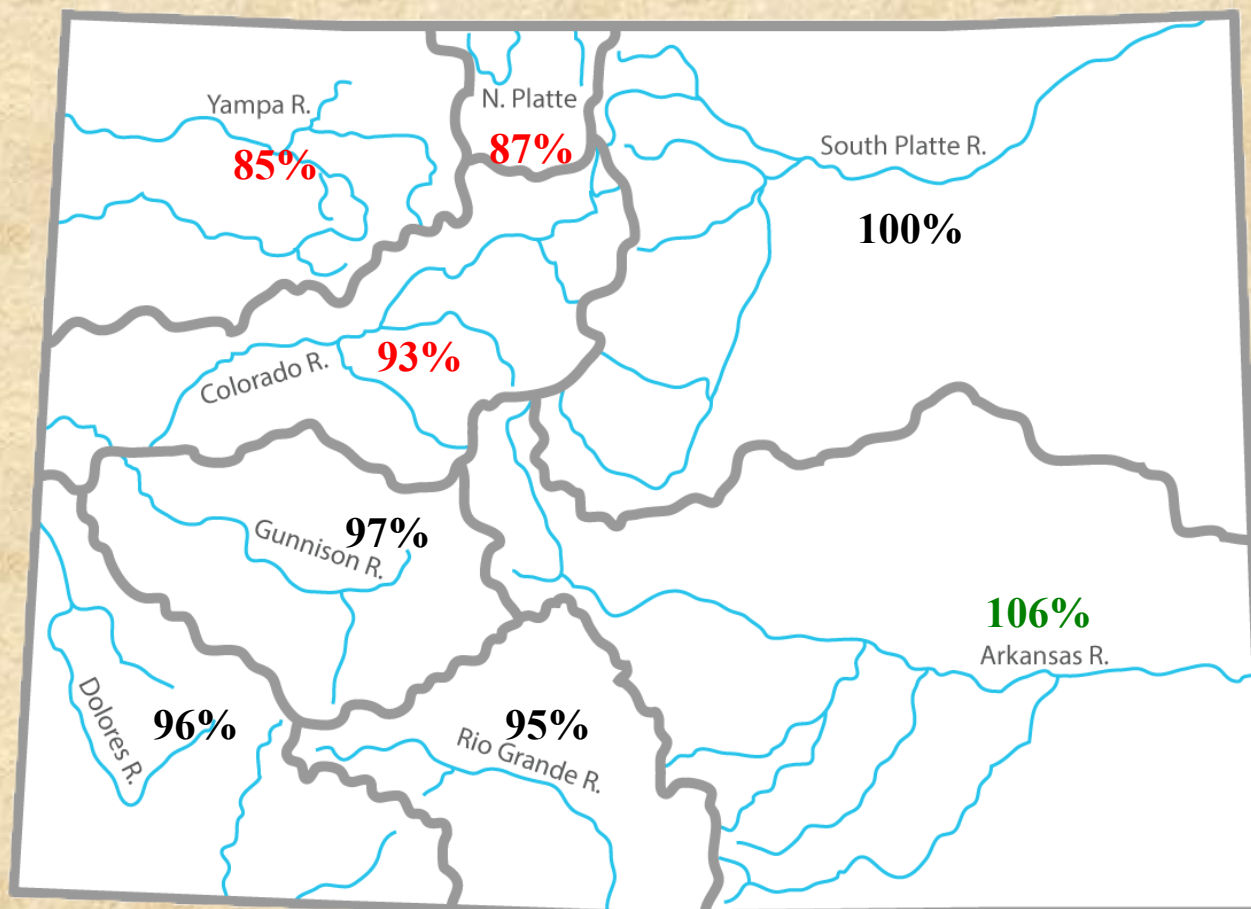 N. Platte
Yampa R.
87%
85%
South Platte R.
100%
93%
Colorado R.
97%
Gunnison R.
106%
Arkansas R.
96%
Dolores R.
95%
Rio Grande R.